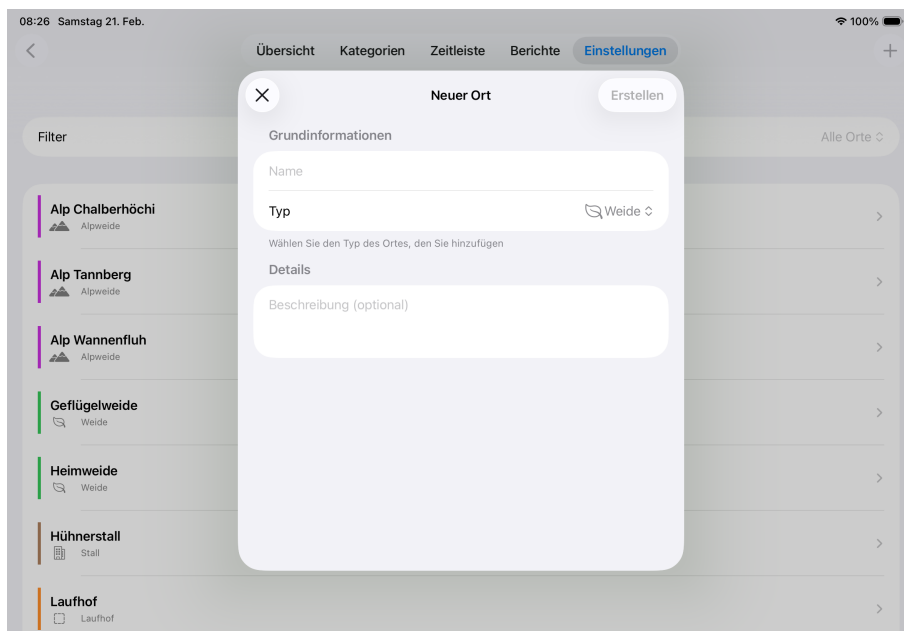 08:26 Samstag 21. Feb.
100%
Übersicht Kategorien Zeitleiste Berichte Einstellungen
Neuer Ort
Erstellen
Grundinformationen
Filter
Alle Orte
Name
Typ
Weide
Wählen Sie den Typ des Ortes, den Sie hinzufügen
Details
Beschreibung (optional)
Alp Chalberhöchi
Alpweide
Alp Tannberg
Alpweide
Alp Wannenfluh
Alpweide
Geflügelweide
Weide
Heimweide
Weide
Hühnerstall
Stall
Laufhof
Laufhof